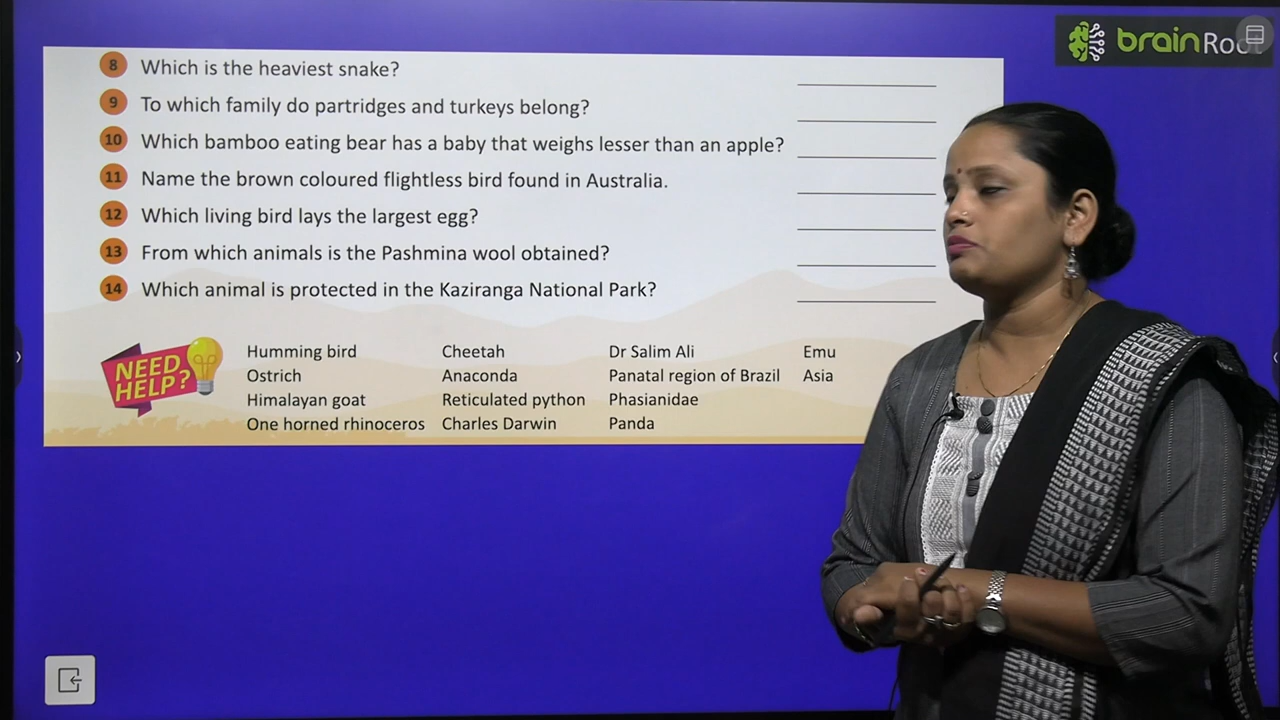 brainRoot
8 Which is the heaviest snake?
9 To which family do partridges and turkeys belong?
10 Which bamboo eating bear has a baby that weighs lesser than an apple?
11 Name the brown coloured flightless bird found in Australia.
12 Which living bird lays the largest egg?
13 From which animals is the Pashmina wool obtained?
14 Which animal is protected in the Kaziranga National Park?
NEED HELP?
Humming bird Cheetah Dr Salim Ali Emu
Ostrich Anaconda Panatal region of Brazil Asia
Himalayan goat Reticulated python Phasianidae
One horned rhinoceros Charles Darwin Panda